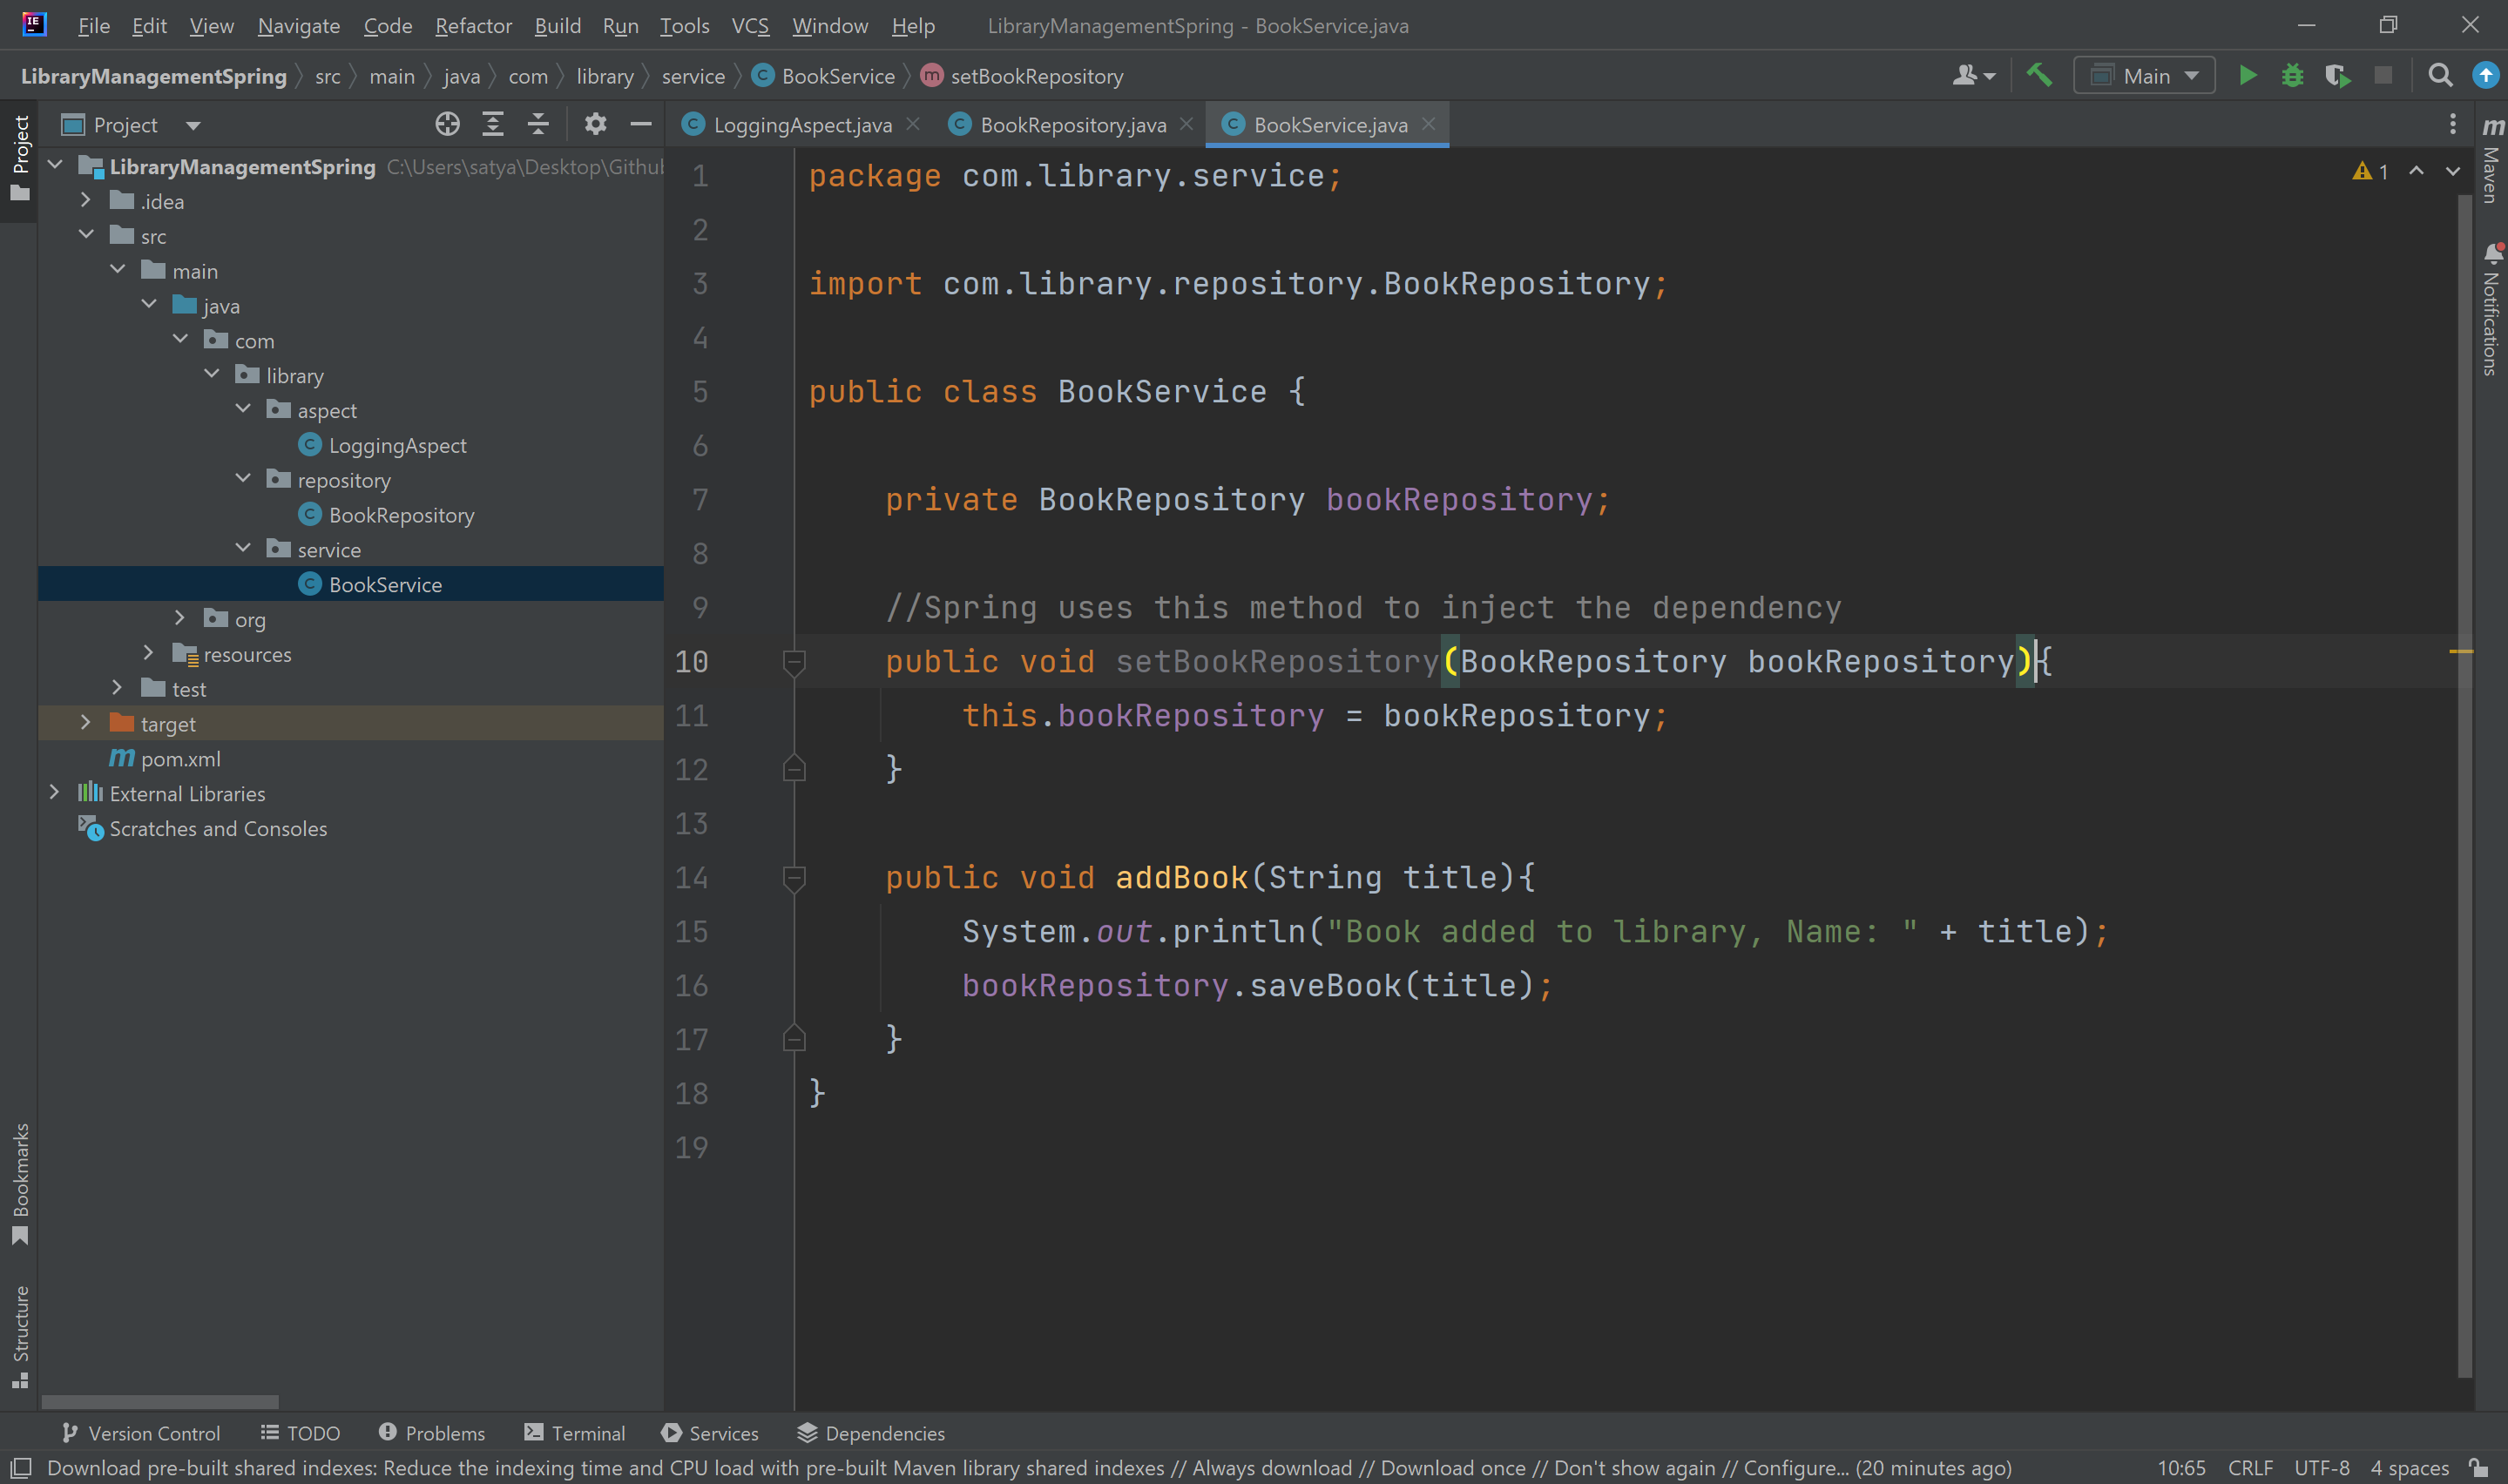 File Edit View Navigate Code Refactor Build Run Tools VCS Window Help LibraryManagementSpring - BookService.java
LibraryManagementSpring src main java com library service BookService setBookRepository Main
Project
Project
LoggingAspect.java BookRepository.java BookService.java
LibraryManagementSpring C:\Users\satya\Desktop\Github
.idea
src
main
java
com
library
aspect
LoggingAspect
repository
BookRepository
service
BookService
org
resources
test
target
pom.xml
External Libraries
Scratches and Consoles
1 package com.library.service;
2
3 import com.library.repository.BookRepository;
4
5 public class BookService {
6
7 private BookRepository bookRepository;
8
9 //Spring uses this method to inject the dependency
10 public void setBookRepository(BookRepository bookRepository){
11 this.bookRepository = bookRepository;
12 }
13
14 public void addBook(String title){
15 System.out.println("Book added to library, Name: " + title);
16 bookRepository.saveBook(title);
17 }
18 }
19
1
Maven
Notifications
Bookmarks
Structure
Version Control TODO Problems Terminal Services Dependencies
Download pre-built shared indexes: Reduce the indexing time and CPU load with pre-built Maven library shared indexes // Always download // Download once // Don't show again // Configure... (20 minutes ago) 10:65 CRLF UTF-8 4 spaces